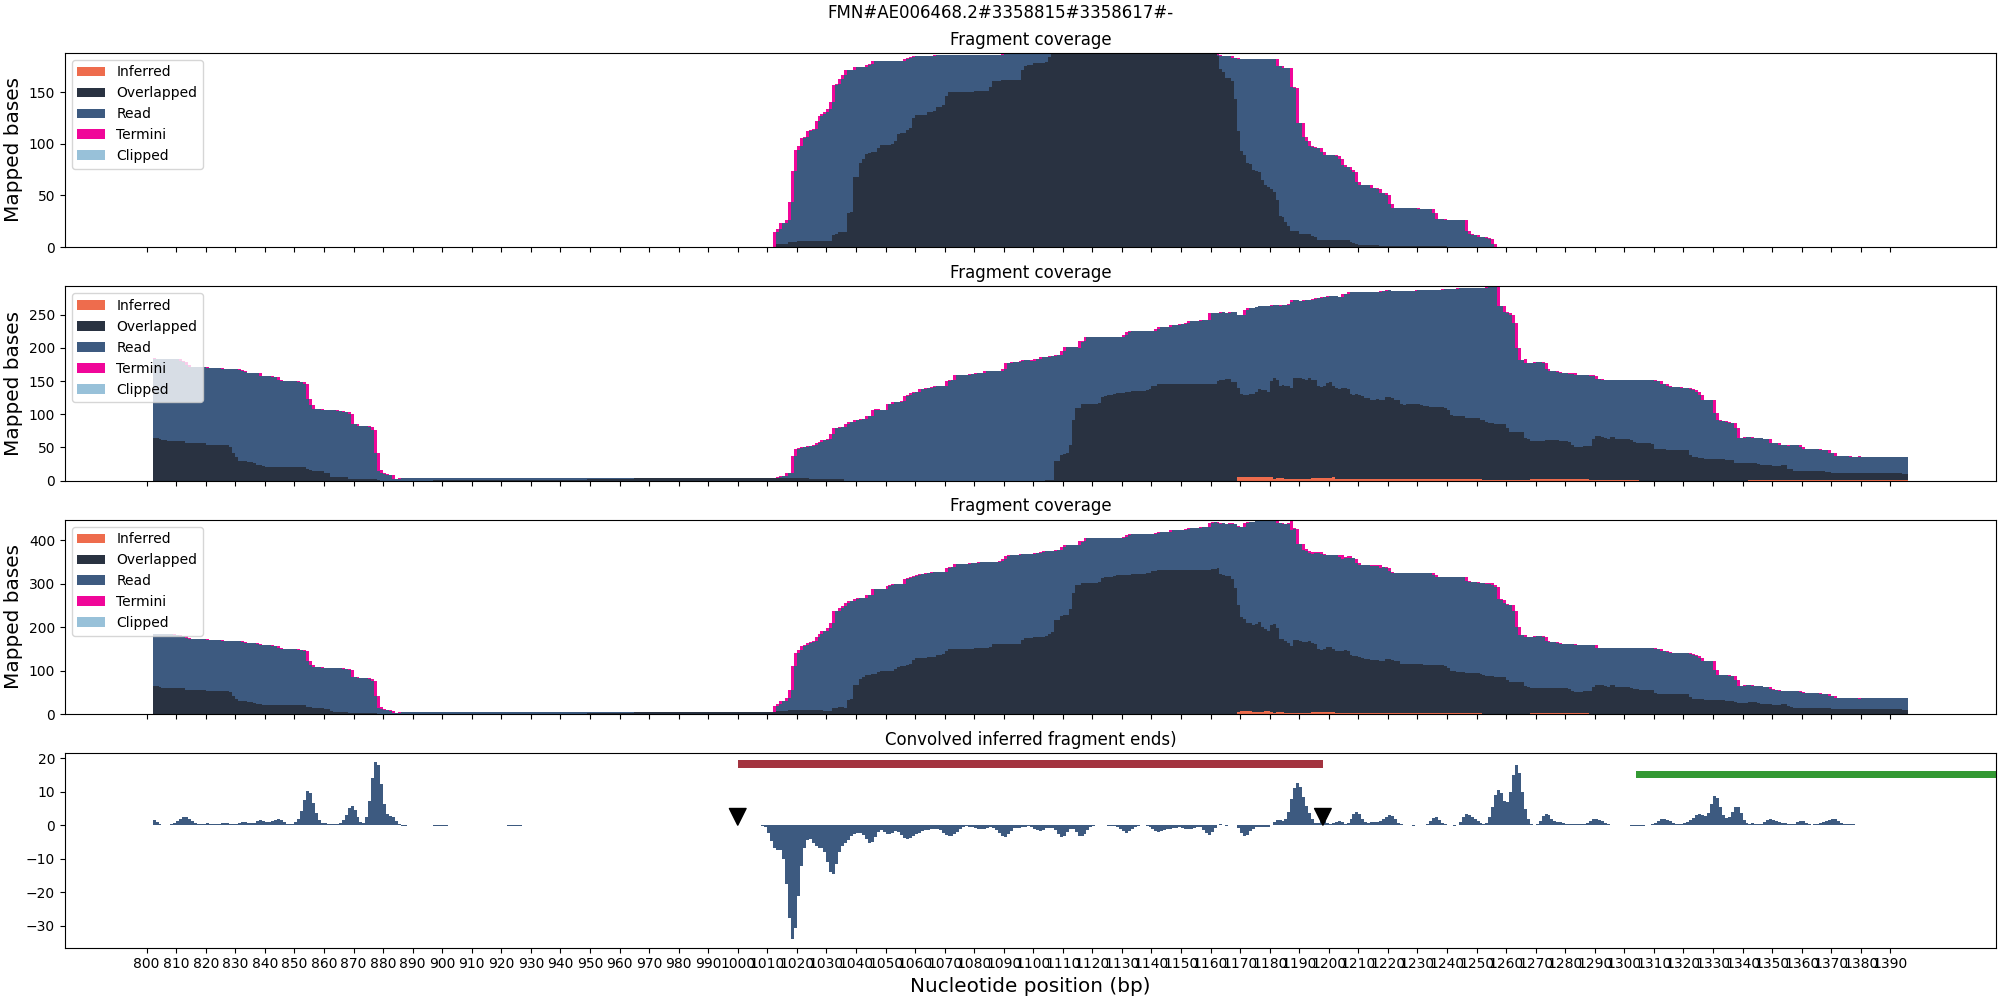 FMN#AE006468.2#3358815#3358617#-
Fragment coverage
Mapped bases
150
100
50
0
Inferred
Overlapped
Read
Termini
Clipped
Fragment coverage
Mapped bases
250
200
150
100
50
0
Inferred
Overlapped
Read
Termini
Clipped
Fragment coverage
Mapped bases
400
300
200
100
0
Inferred
Overlapped
Read
Termini
Clipped
Convolved inferred fragment ends)
20
10
0
−10
−20
−30
800 810 820 830 840 850 860 870 880 890 900 910 920 930 940 950 960 970 980 990 1000 1010 1020 1030 1040 1050 1060 1070 1080 1090 1100 1110 1120 1130 1140 1150 1160 1170 1180 1190 1200 1210 1220 1230 1240 1250 1260 1270 1280 1290 1300 1310 1320 1330 1340 1350 1360 1370 1380 1390
Nucleotide position (bp)